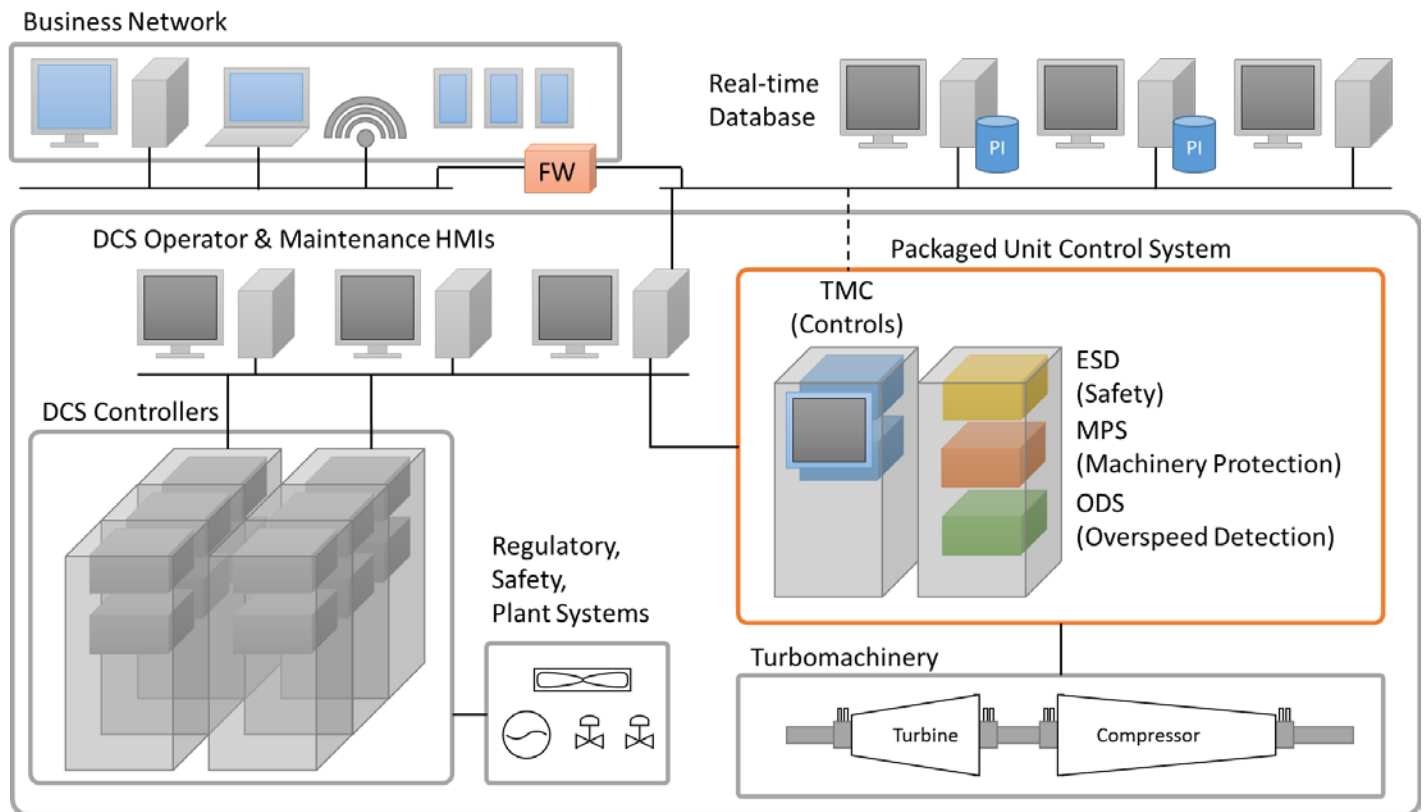 Business Network
Real-time
Database
PI
PI
FW
DCS Operator & Maintenance HMIs
Packaged Unit Control System
TMC
(Controls)
ESD
(Safety)
MPS
(Machinery Protection)
ODS
(Overspeed Detection)
DCS Controllers
Regulatory,
Safety,
Plant Systems
Turbomachinery
Turbine
Compressor